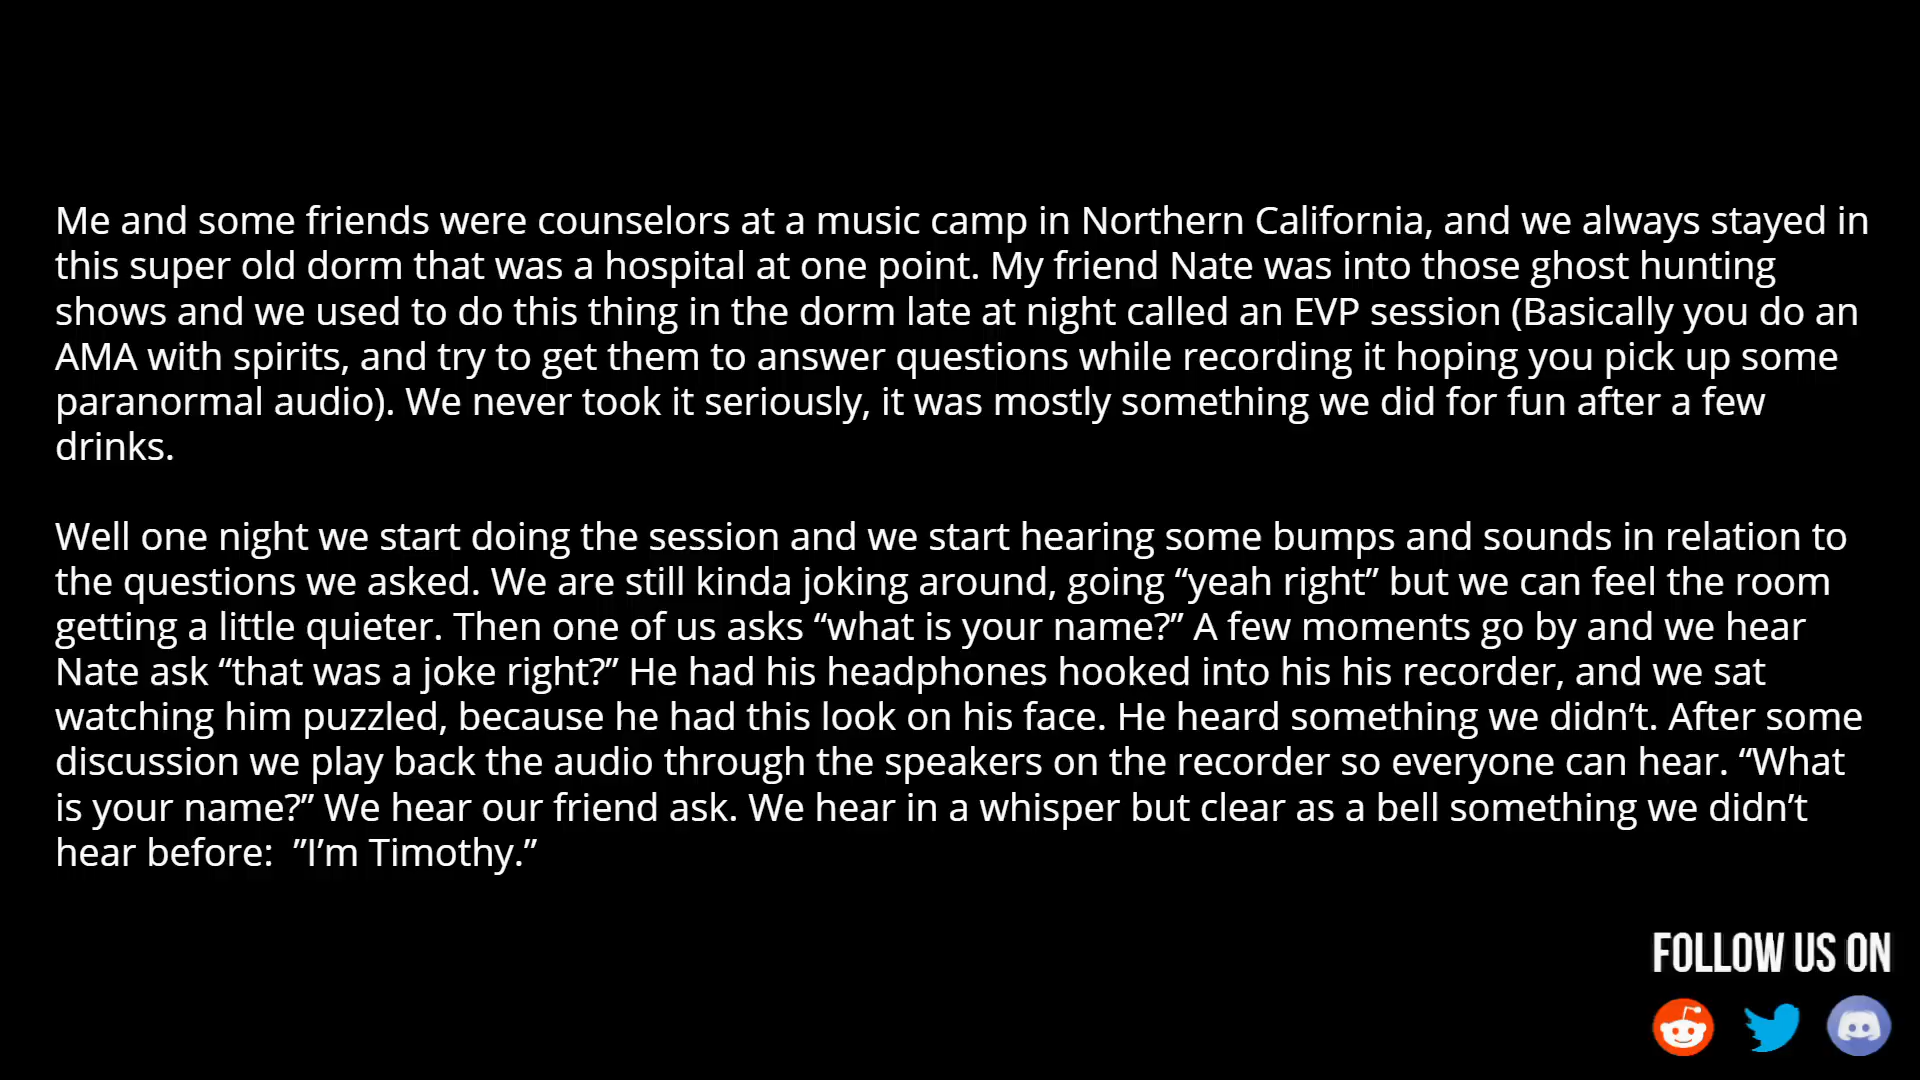 Me and some friends were counselors at a music camp in Northern California, and we always stayed in
this super old dorm that was a hospital at one point. My friend Nate was into those ghost hunting
shows and we used to do this thing in the dorm late at night called an EVP session (Basically you do an
AMA with spirits, and try to get them to answer questions while recording it hoping you pick up some
paranormal audio). We never took it seriously, it was mostly something we did for fun after a few
drinks.
Well one night we start doing the session and we start hearing some bumps and sounds in relation to
the questions we asked. We are still kinda joking around, going “yeah right” but we can feel the room
getting a little quieter. Then one of us asks “what is your name?” A few moments go by and we hear
Nate ask “that was a joke right?” He had his headphones hooked into his his recorder, and we sat
watching him puzzled, because he had this look on his face. He heard something we didn’t. After some
discussion we play back the audio through the speakers on the recorder so everyone can hear. “What
is your name?” We hear our friend ask. We hear in a whisper but clear as a bell something we didn’t
hear before:  ”I’m Timothy.”
FOLLOW US ON